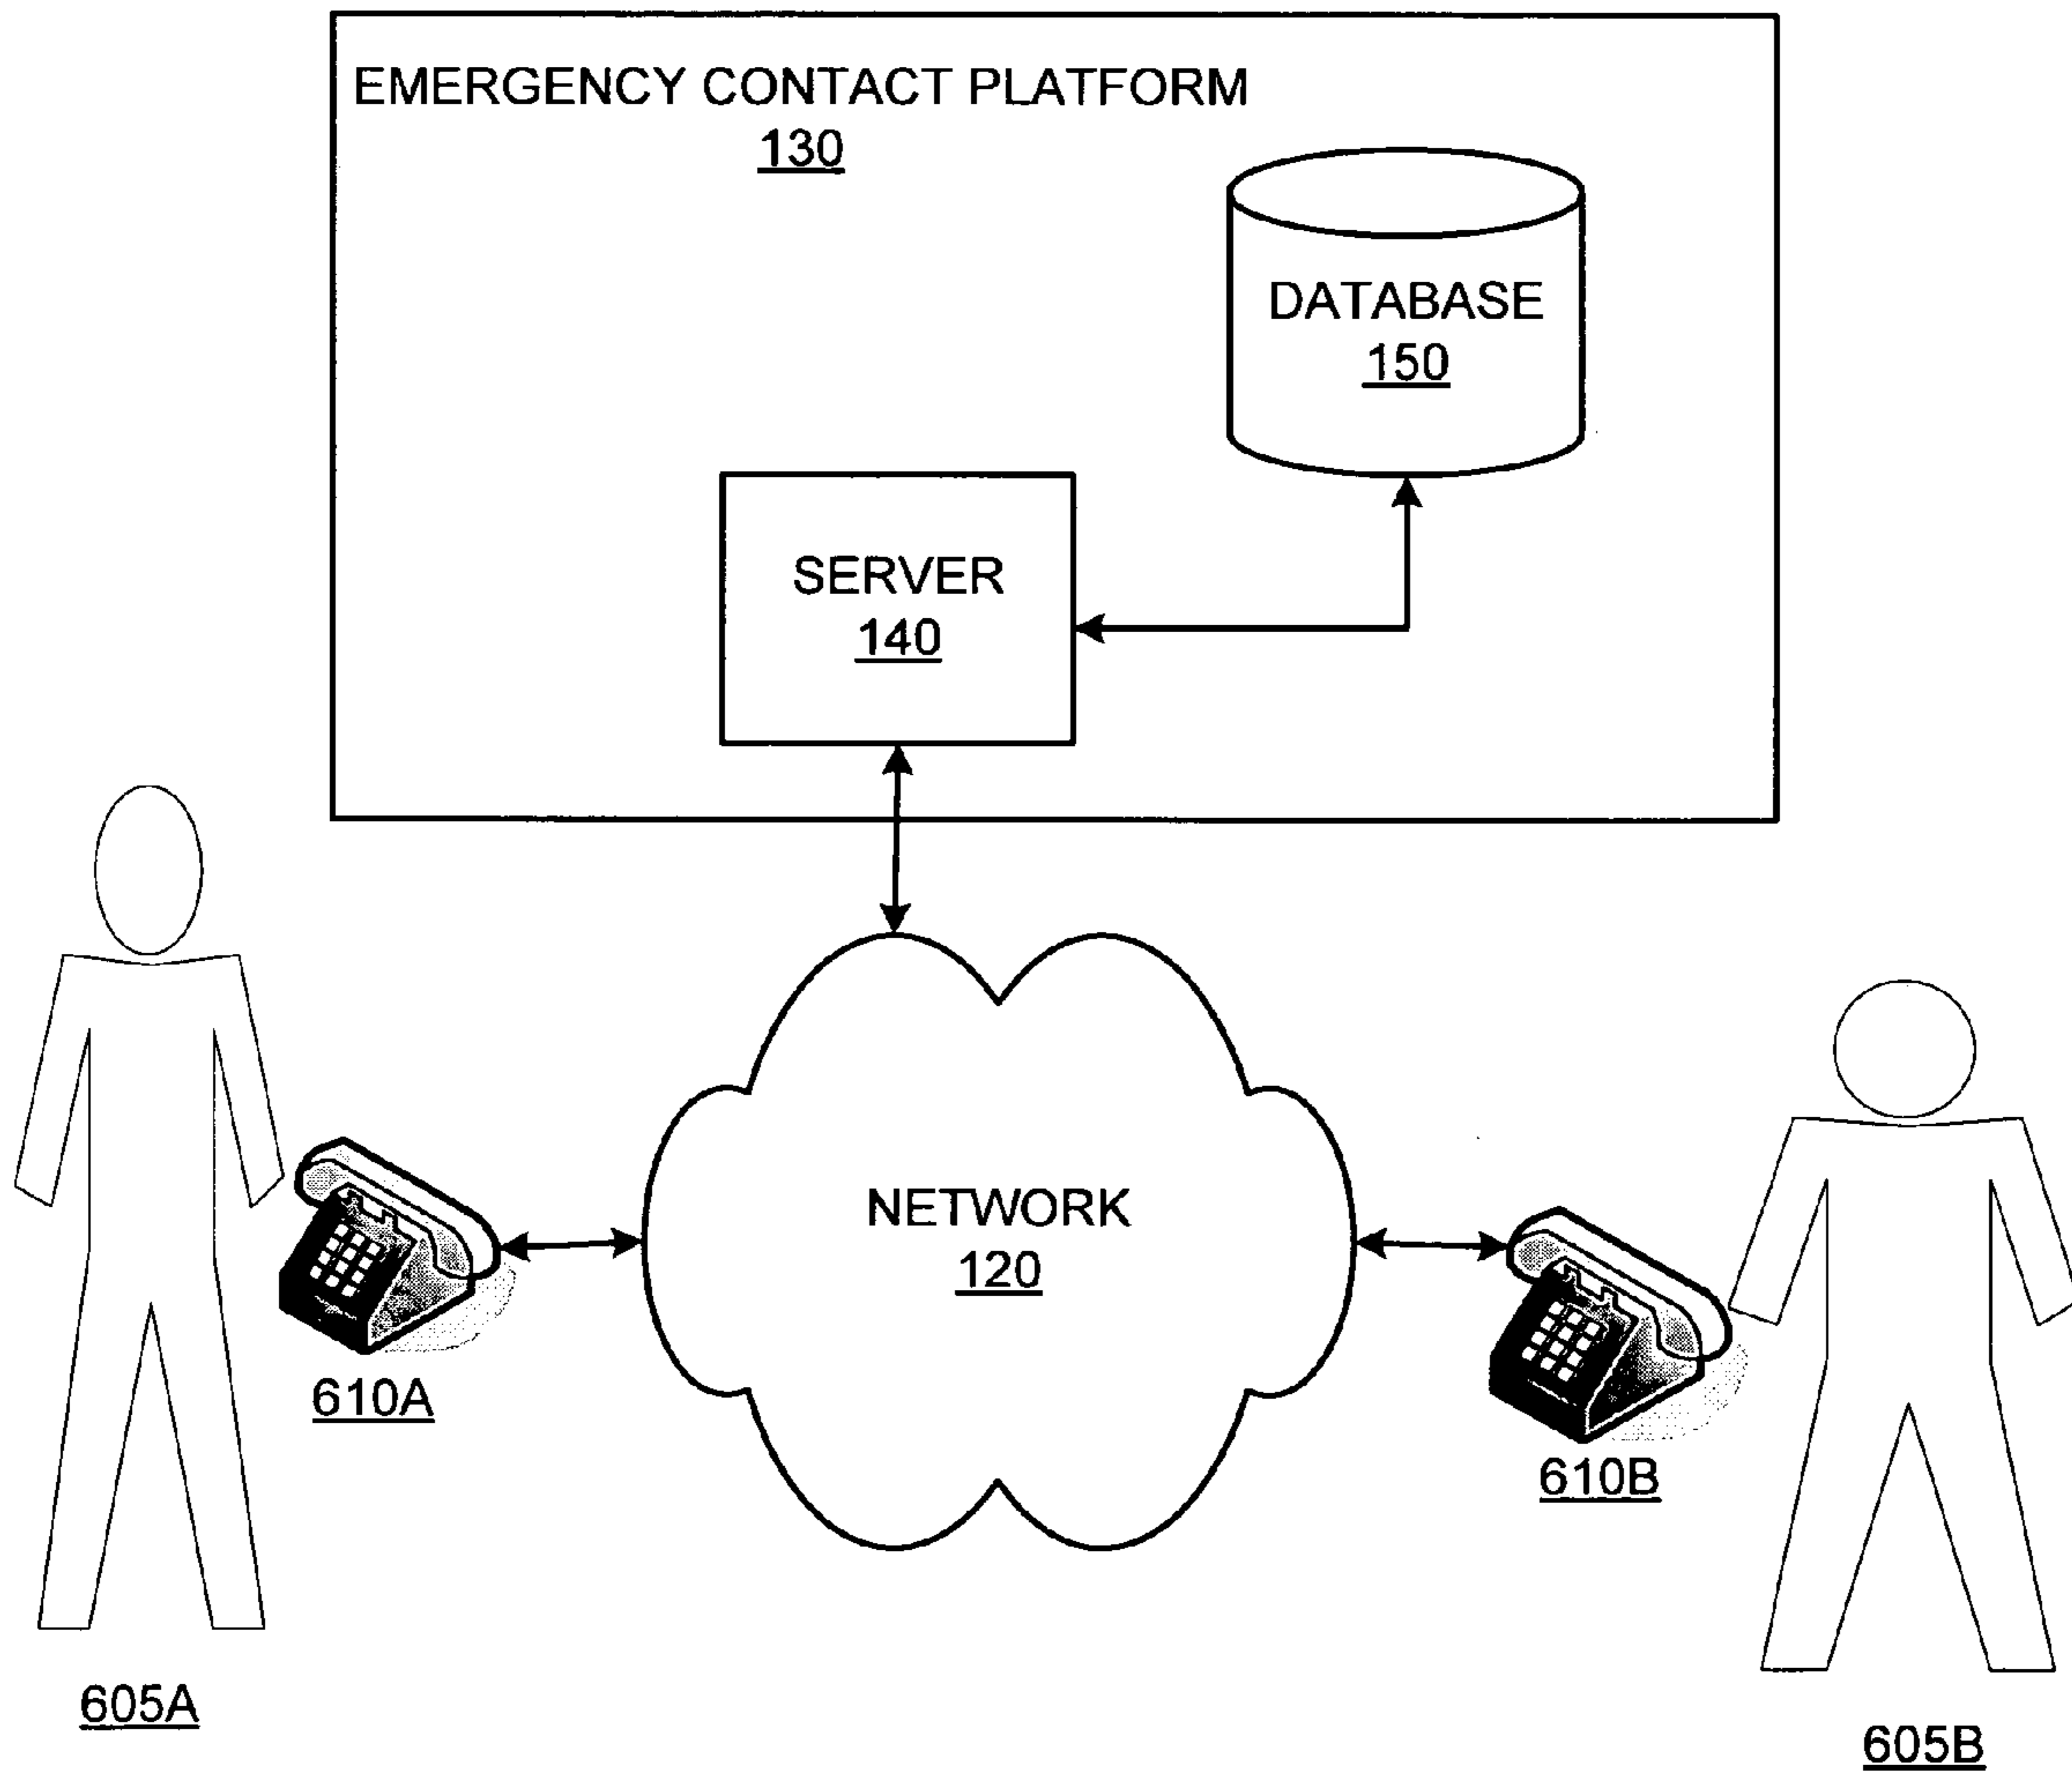 EMERGENCY CONTACT PLATFORM
130
DATABASE
150
SERVER
140
NETWORK
120
610A
610B
605A
605B